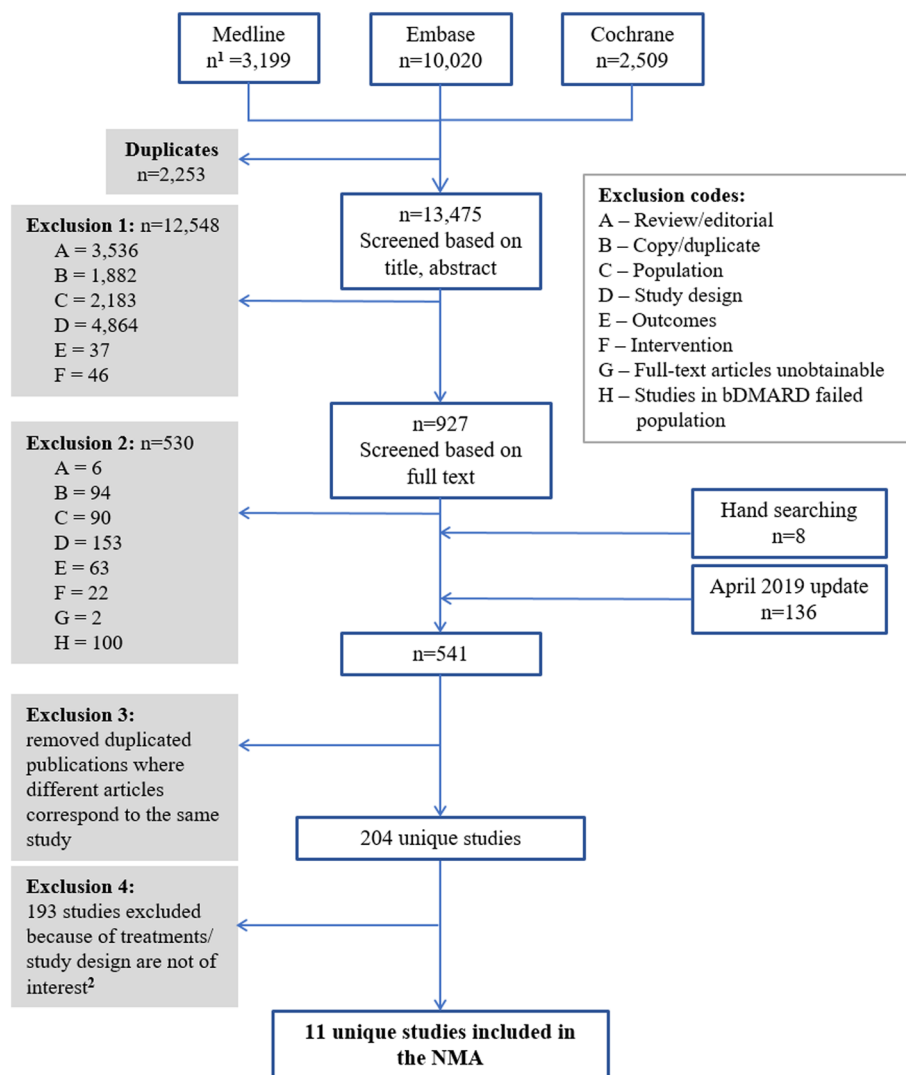 Medline
n¹ =3,199
Embase
n=10,020
Cochrane
n=2,509
Duplicates
n=2,253
n=13,475
Screened based on
title, abstract
Exclusion 1: n=12,548
A = 3,536
B = 1,882
C = 2,183
D = 4,864
E = 37
F = 46
Exclusion codes:
A – Review/editorial
B – Copy/duplicate
C – Population
D – Study design
E – Outcomes
F – Intervention
G – Full-text articles unobtainable
H – Studies in bDMARD failed
population
n=927
Screened based on
full text
Exclusion 2: n=530
A = 6
B = 94
C = 90
D = 153
E = 63
F = 22
G = 2
H = 100
Hand searching
n=8
April 2019 update
n=136
n=541
Exclusion 3:
removed duplicated
publications where
different articles
correspond to the same
study
204 unique studies
Exclusion 4:
193 studies excluded
because of treatments/
study design are not of
interest²
11 unique studies included in
the NMA